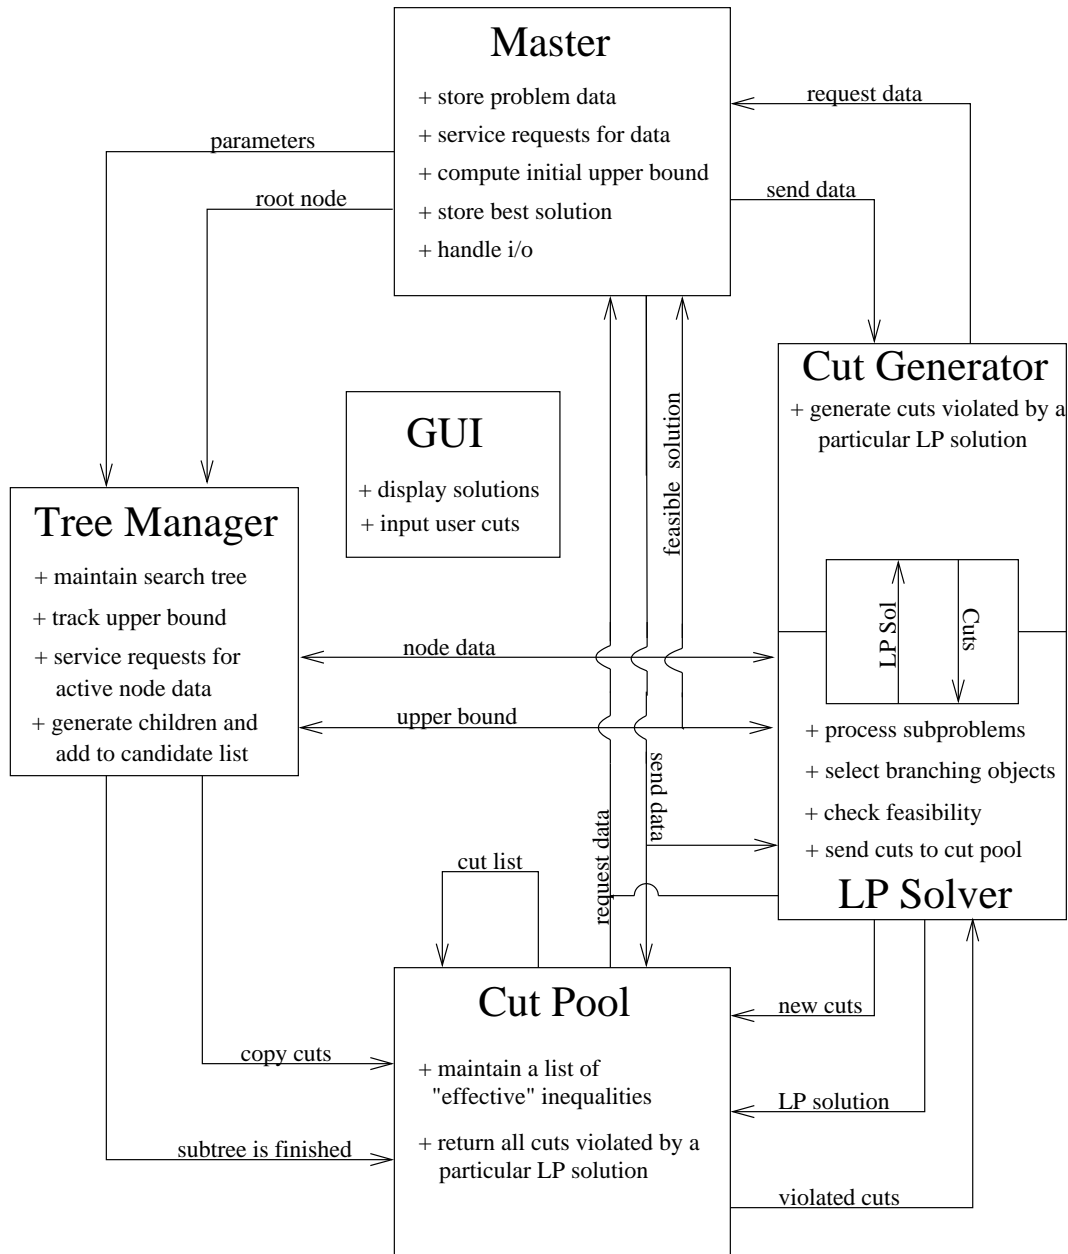 Master
+ store problem data
+ service requests for data
+ compute initial upper bound
+ store best solution
+ handle i/o
request data
send data
parameters
root node
Cut Generator
+ generate cuts violated by a
particular LP solution
GUI
+ display solutions
+ input user cuts
feasible solution
Tree Manager
+ maintain search tree
+ track upper bound
+ service requests for
active node data
+ generate children and
add to candidate list
LP Sol
Cuts
node data
upper bound
+ process subproblems
+ select branching objects
+ check feasibility
+ send cuts to cut pool
LP Solver
send data
request data
cut list
Cut Pool
+ maintain a list of
"effective" inequalities
+ return all cuts violated by a
particular LP solution
new cuts
LP solution
violated cuts
copy cuts
subtree is finished